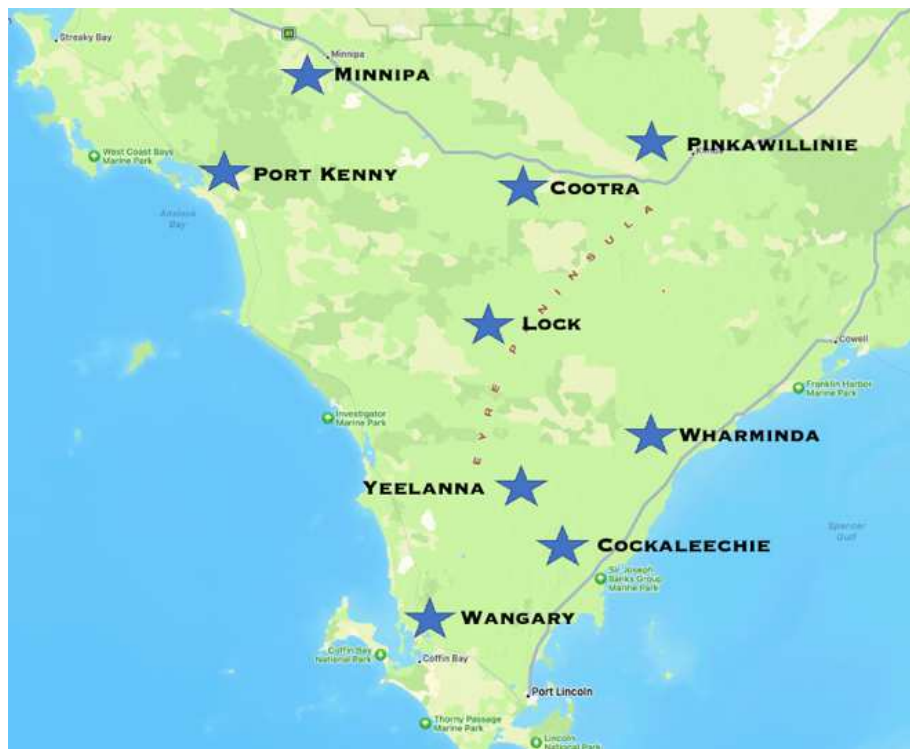 Streaky Bay
Minnipa
MINNIPA
PINKAWILLINIE
West Coast Bays
Marine Park
PORT KENNY
COOTRA
Bay
EYRE PENINSULA
LOCK
Cowell
Franklin Harbor
Marine Park
Investigator
Marine Park
WHARMINDA
YEELANNA
Spencer
Gulf
COCKALEECHIE
Sir Joseph
Banks Group
Marine Park
WANGARY
Coffin Bay
National Park
Coffin Bay
Port Lincoln
Thorny Passage
Marine Park
Lincoln
National Park